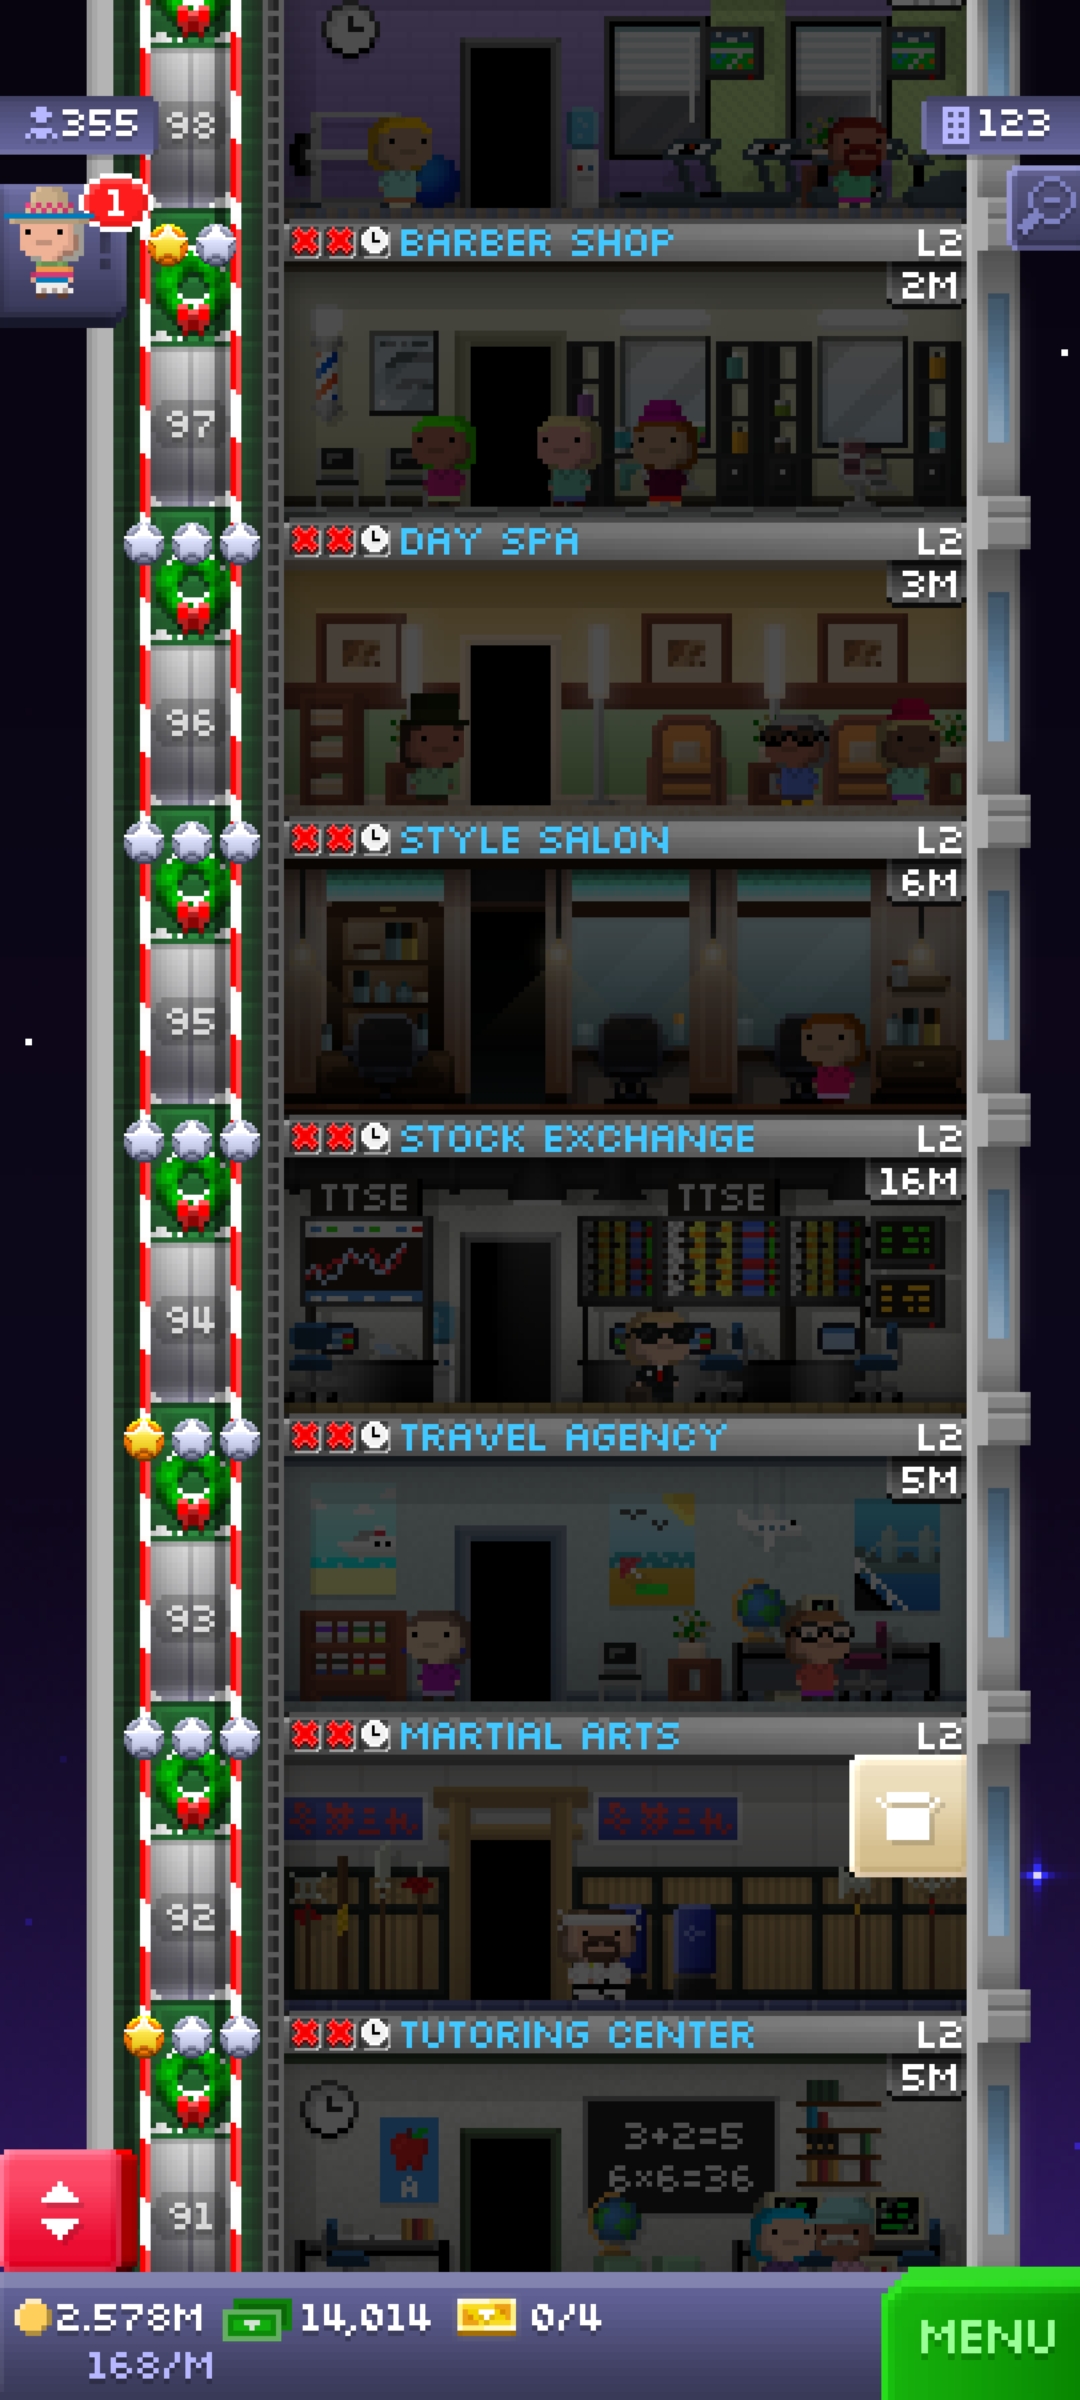 98
355
123
1
BARBER SHOP L2
2M
97
DAY SPA L2
3M
96
STYLE SALON L2
6M
95
STOCK EXCHANGE L2
16M
TTSE TTSE
94
TRAVEL AGENCY L2
5M
93
MARTIAL ARTS L2
92
TUTORING CENTER L2
5M
3+2=5
6x6=36
A
91
2.578M 14,014 0/4
168/M
MENU